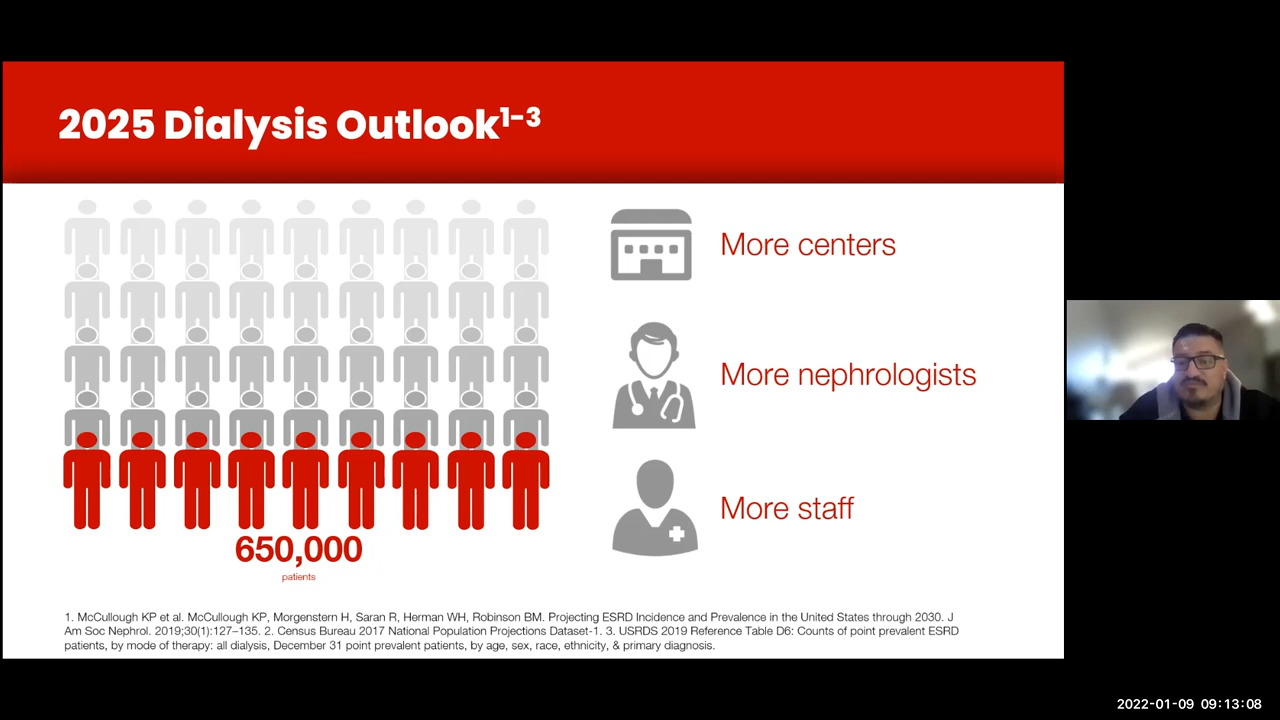 2025 Dialysis Outlook1-3
More centers
More nephrologists
More staff
650,000
patients
1. McCullough KP et al. McCullough KP, Morgenstern H, Saran R, Herman WH, Robinson BM. Projecting ESRD Incidence and Prevalence in the United States through 2030. J
Am Soc Nephrol. 2019;30(1):127–135. 2. Census Bureau 2017 National Population Projections Dataset-1. 3. USRDS 2019 Reference Table D6: Counts of point prevalent ESRD
patients, by mode of therapy: all dialysis, December 31 point prevalent patients, by age, sex, race, ethnicity, & primary diagnosis.
2022-01-09 09:13:08